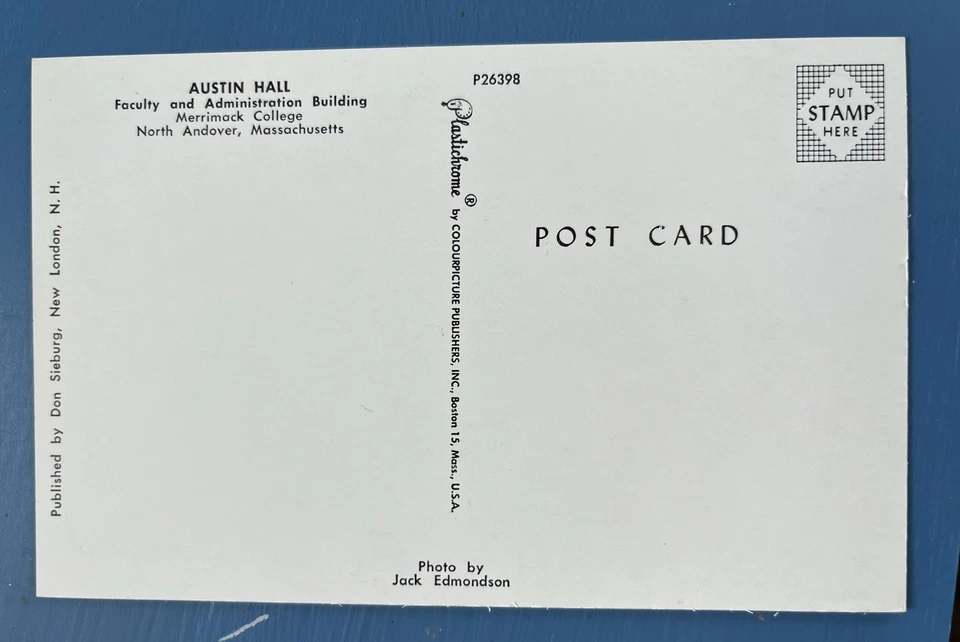 AUSTIN HALL
Faculty and Administration Building
Merrimack College
North Andover, Massachusetts
Published by Don Sieburg, New London, N. H.
P26398
Plastichrome ® by COLOURPICTURE PUBLISHERS, INC., Boston 15, Mass., U.S.A.
Photo by
Jack Edmondson
PUT
STAMP
HERE
POST CARD